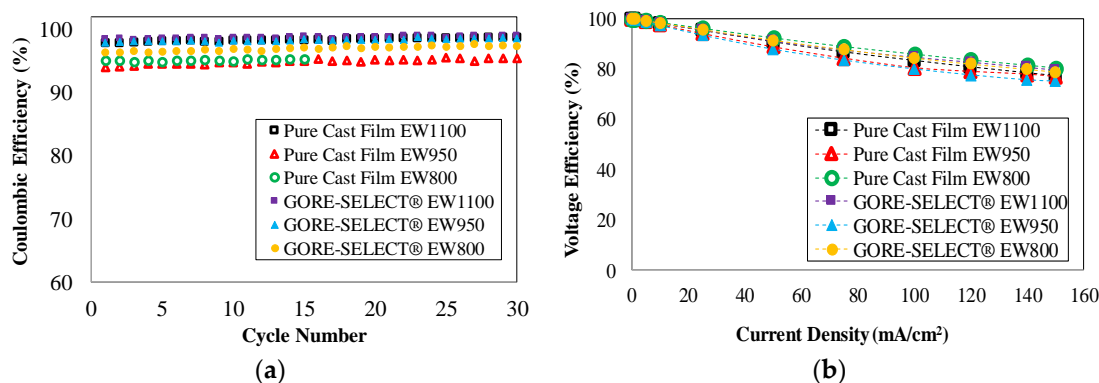 Coulombic Efficiency (%)
100
90
80
70
60
Pure Cast Film EW1100
Pure Cast Film EW950
Pure Cast Film EW800
GORE-SELECT® EW1100
GORE-SELECT® EW950
GORE-SELECT® EW800
0 5 10 15 20 25 30
Cycle Number
(a)
Voltage Efficiency (%)
100
80
60
40
20
0
Pure Cast Film EW1100
Pure Cast Film EW950
Pure Cast Film EW800
GORE-SELECT® EW1100
GORE-SELECT® EW950
GORE-SELECT® EW800
0 20 40 60 80 100 120 140 160
Current Density (mA/cm²)
(b)